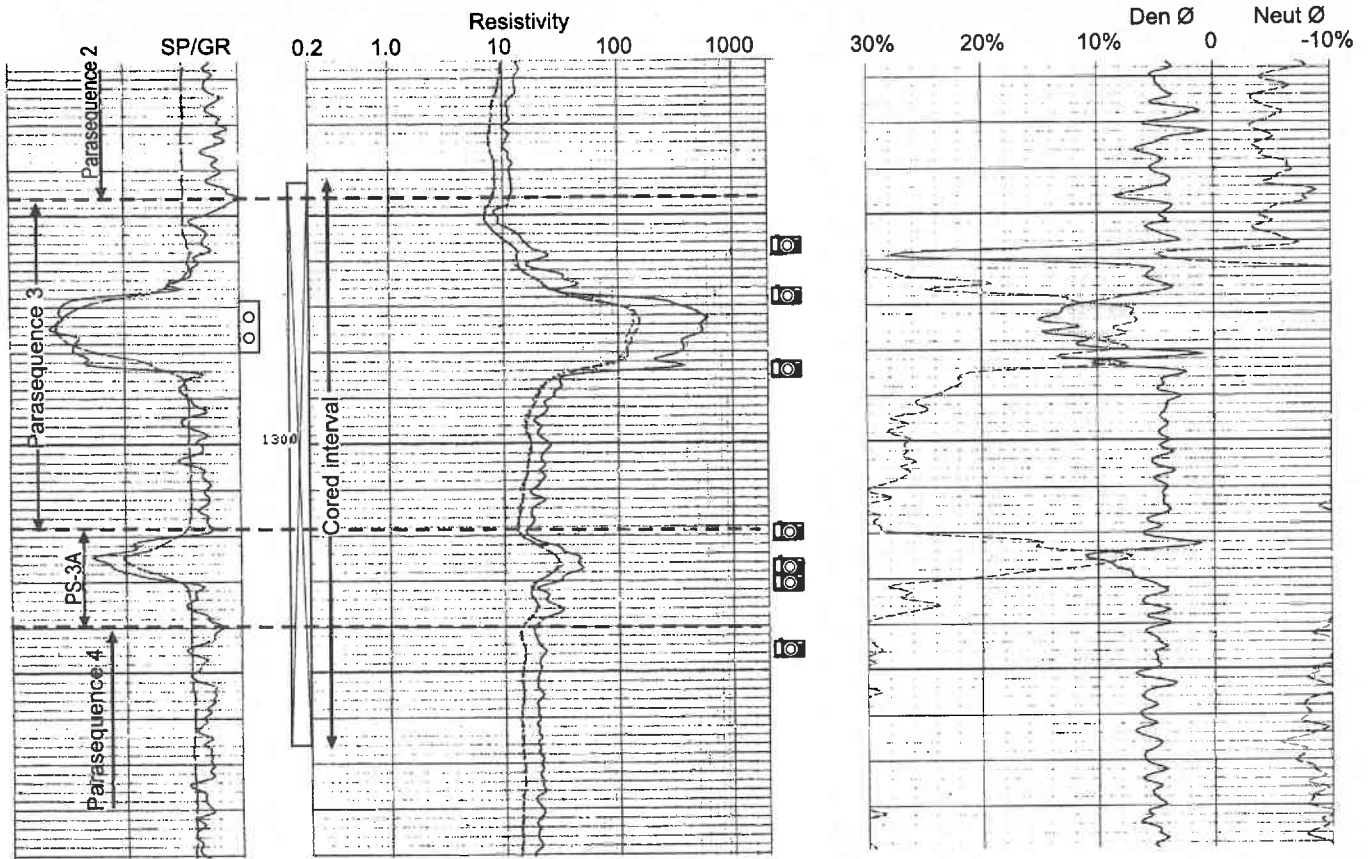 Resistivity
Den Ø Neut Ø
SP/GR 0.2 1.0 10 100 1000 30% 20% 10% 0 -10%
Parasequence 2
Parasequence 3
1300
Cored interval
PS-3A
Parasequence 4